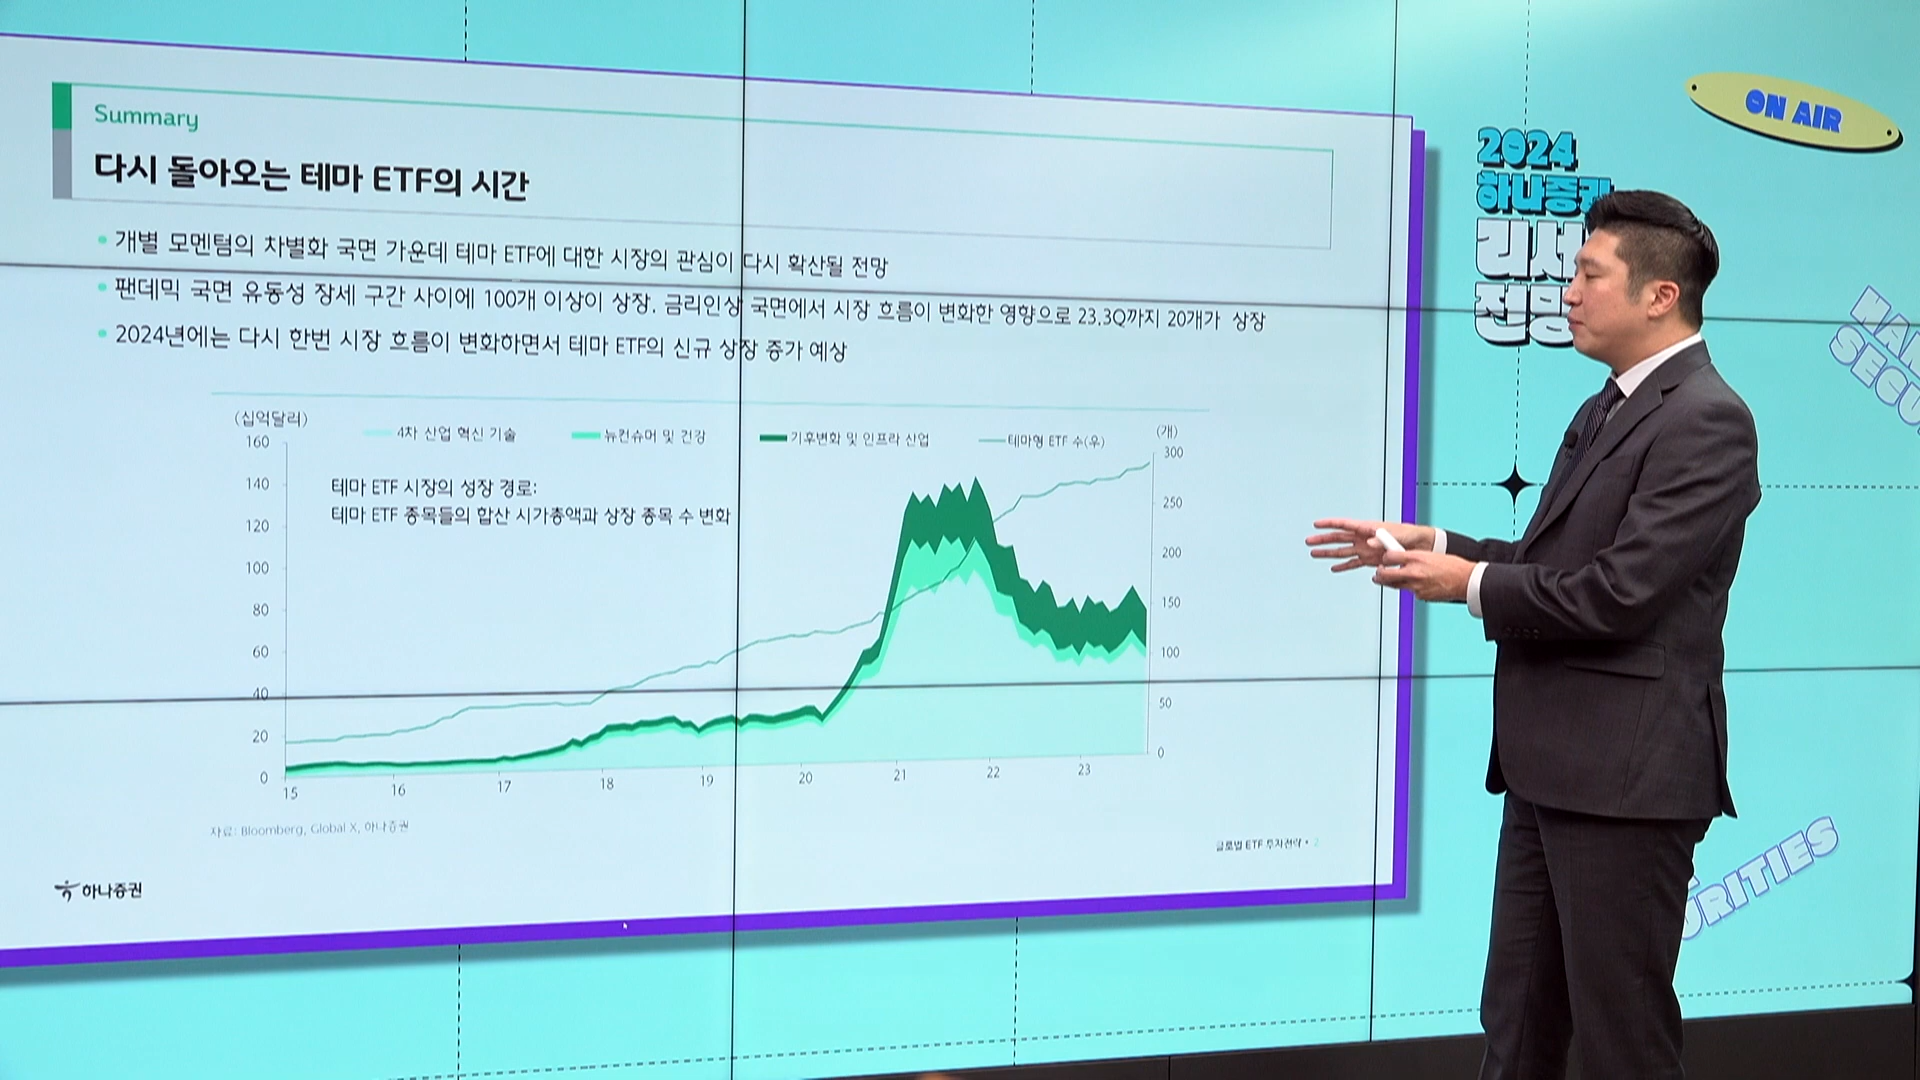 Summary
다시 돌아오는 테마 ETF의 시간
개별 모멘텀의 차별화 국면 가운데 테마 ETF에 대한 시장의 관심이 다시 확산될 전망
팬데믹 국면 유동성 장세 구간 사이에 100개 이상이 상장. 금리인상 국면에서 시장 흐름이 변화한 영향으로 23.3Q까지 20개가 상장
2024년에는 다시 한번 시장 흐름이 변화하면서 테마 ETF의 신규 상장 증가 예상
(십억달러)
4차 산업 혁신 기술
뉴컨슈머 및 건강
기후변화 및 인프라 산업
테마형 ETF 수(우)
(개)
테마 ETF 시장의 성장 경로:
테마 ETF 종목들의 합산 시가총액과 상장 종목 수 변화
160
140
120
100
80
60
40
20
0
300
250
200
150
100
50
0
15 16 17 18 19 20 21 22 23
자료: Bloomberg, Global X, 하나증권
글로벌 ETF 투자전략 • 2
하나증권
ON AIR
2024
하나증권
리서
전망
SECU
URITIES